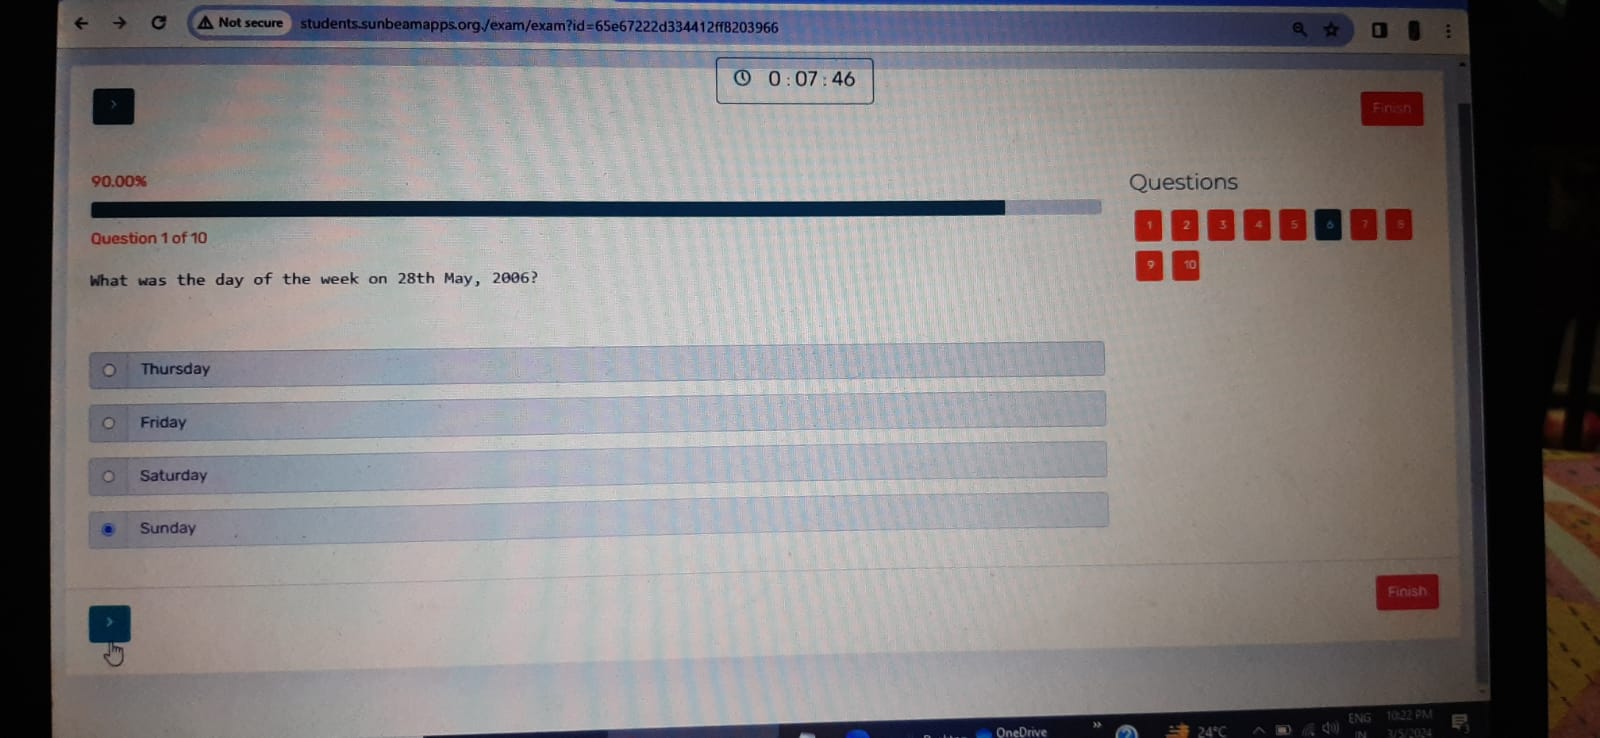 Not secure students.sunbeamapps.org./exam/exam?id=65e67222d334412ff8203966
0 : 07 : 46
Finish
90.00%
Questions
1 2 3 4 5 6 7 8
Question 1 of 10
9 10
What was the day of the week on 28th May, 2006?
Thursday
Friday
Saturday
Sunday
Finish
OneDrive
24°C
ENG
IN
10:22 PM
3/5/2024